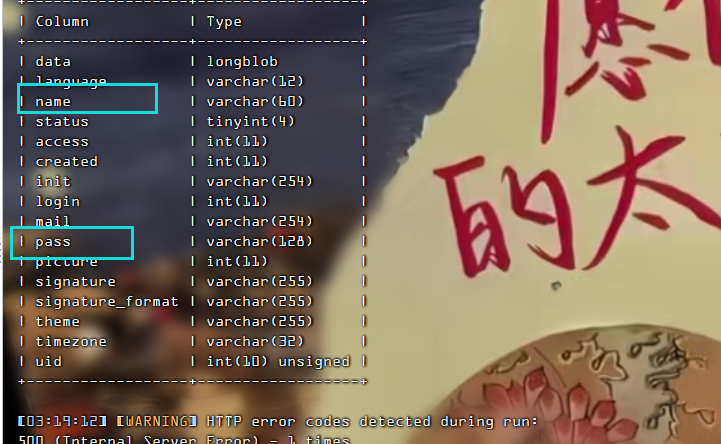 +--------------------+------------------+
| Column | Type |
+--------------------+------------------+
| data | longblob |
| language | varchar(12) |
| name | varchar(60) |
| status | tinyint(4) |
| access | int(11) |
| created | int(11) |
| init | varchar(254) |
| login | int(11) |
| mail | varchar(254) |
| pass | varchar(128) |
| picture | int(11) |
| signature | varchar(255) |
| signature_format | varchar(255) |
| theme | varchar(255) |
| timezone | varchar(32) |
| uid | int(10) unsigned |
+--------------------+------------------+
[03:19:12] [WARNING] HTTP error codes detected during run:
500 (Internal Server Error) - 1 times
的太